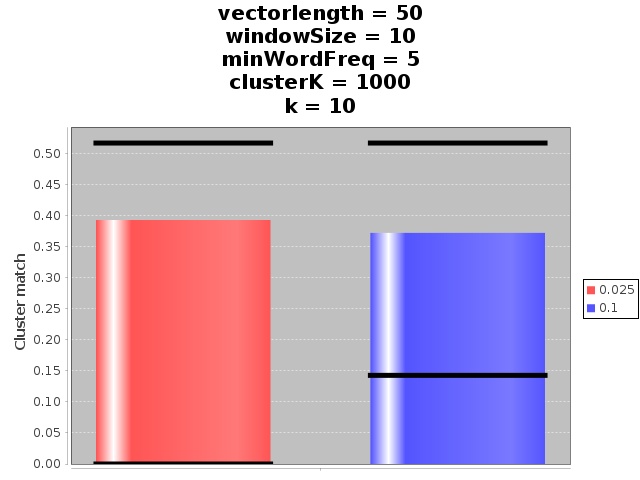 vectorlength = 50
windowSize = 10
minWordFreq = 5
clusterK = 1000
k = 10
0.50
0.45
0.40
0.35
0.30
0.25
0.20
0.15
0.10
0.05
0.00
Cluster match
0.025
0.1